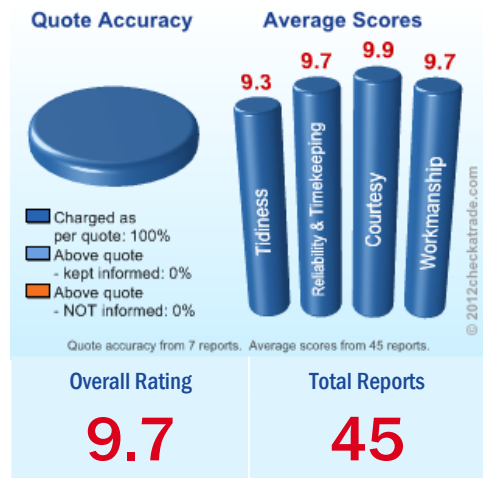 Quote Accuracy
Average Scores
9.3
9.7
9.9
9.7
Tidiness
Reliability & Timekeeping
Courtesy
Workmanship
Charged as
per quote: 100%
Above quote
- kept informed: 0%
Above quote
- NOT informed: 0%
© 2012checkatrade.com
Quote accuracy from 7 reports. Average scores from 45 reports.
Overall Rating
9.7
Total Reports
45